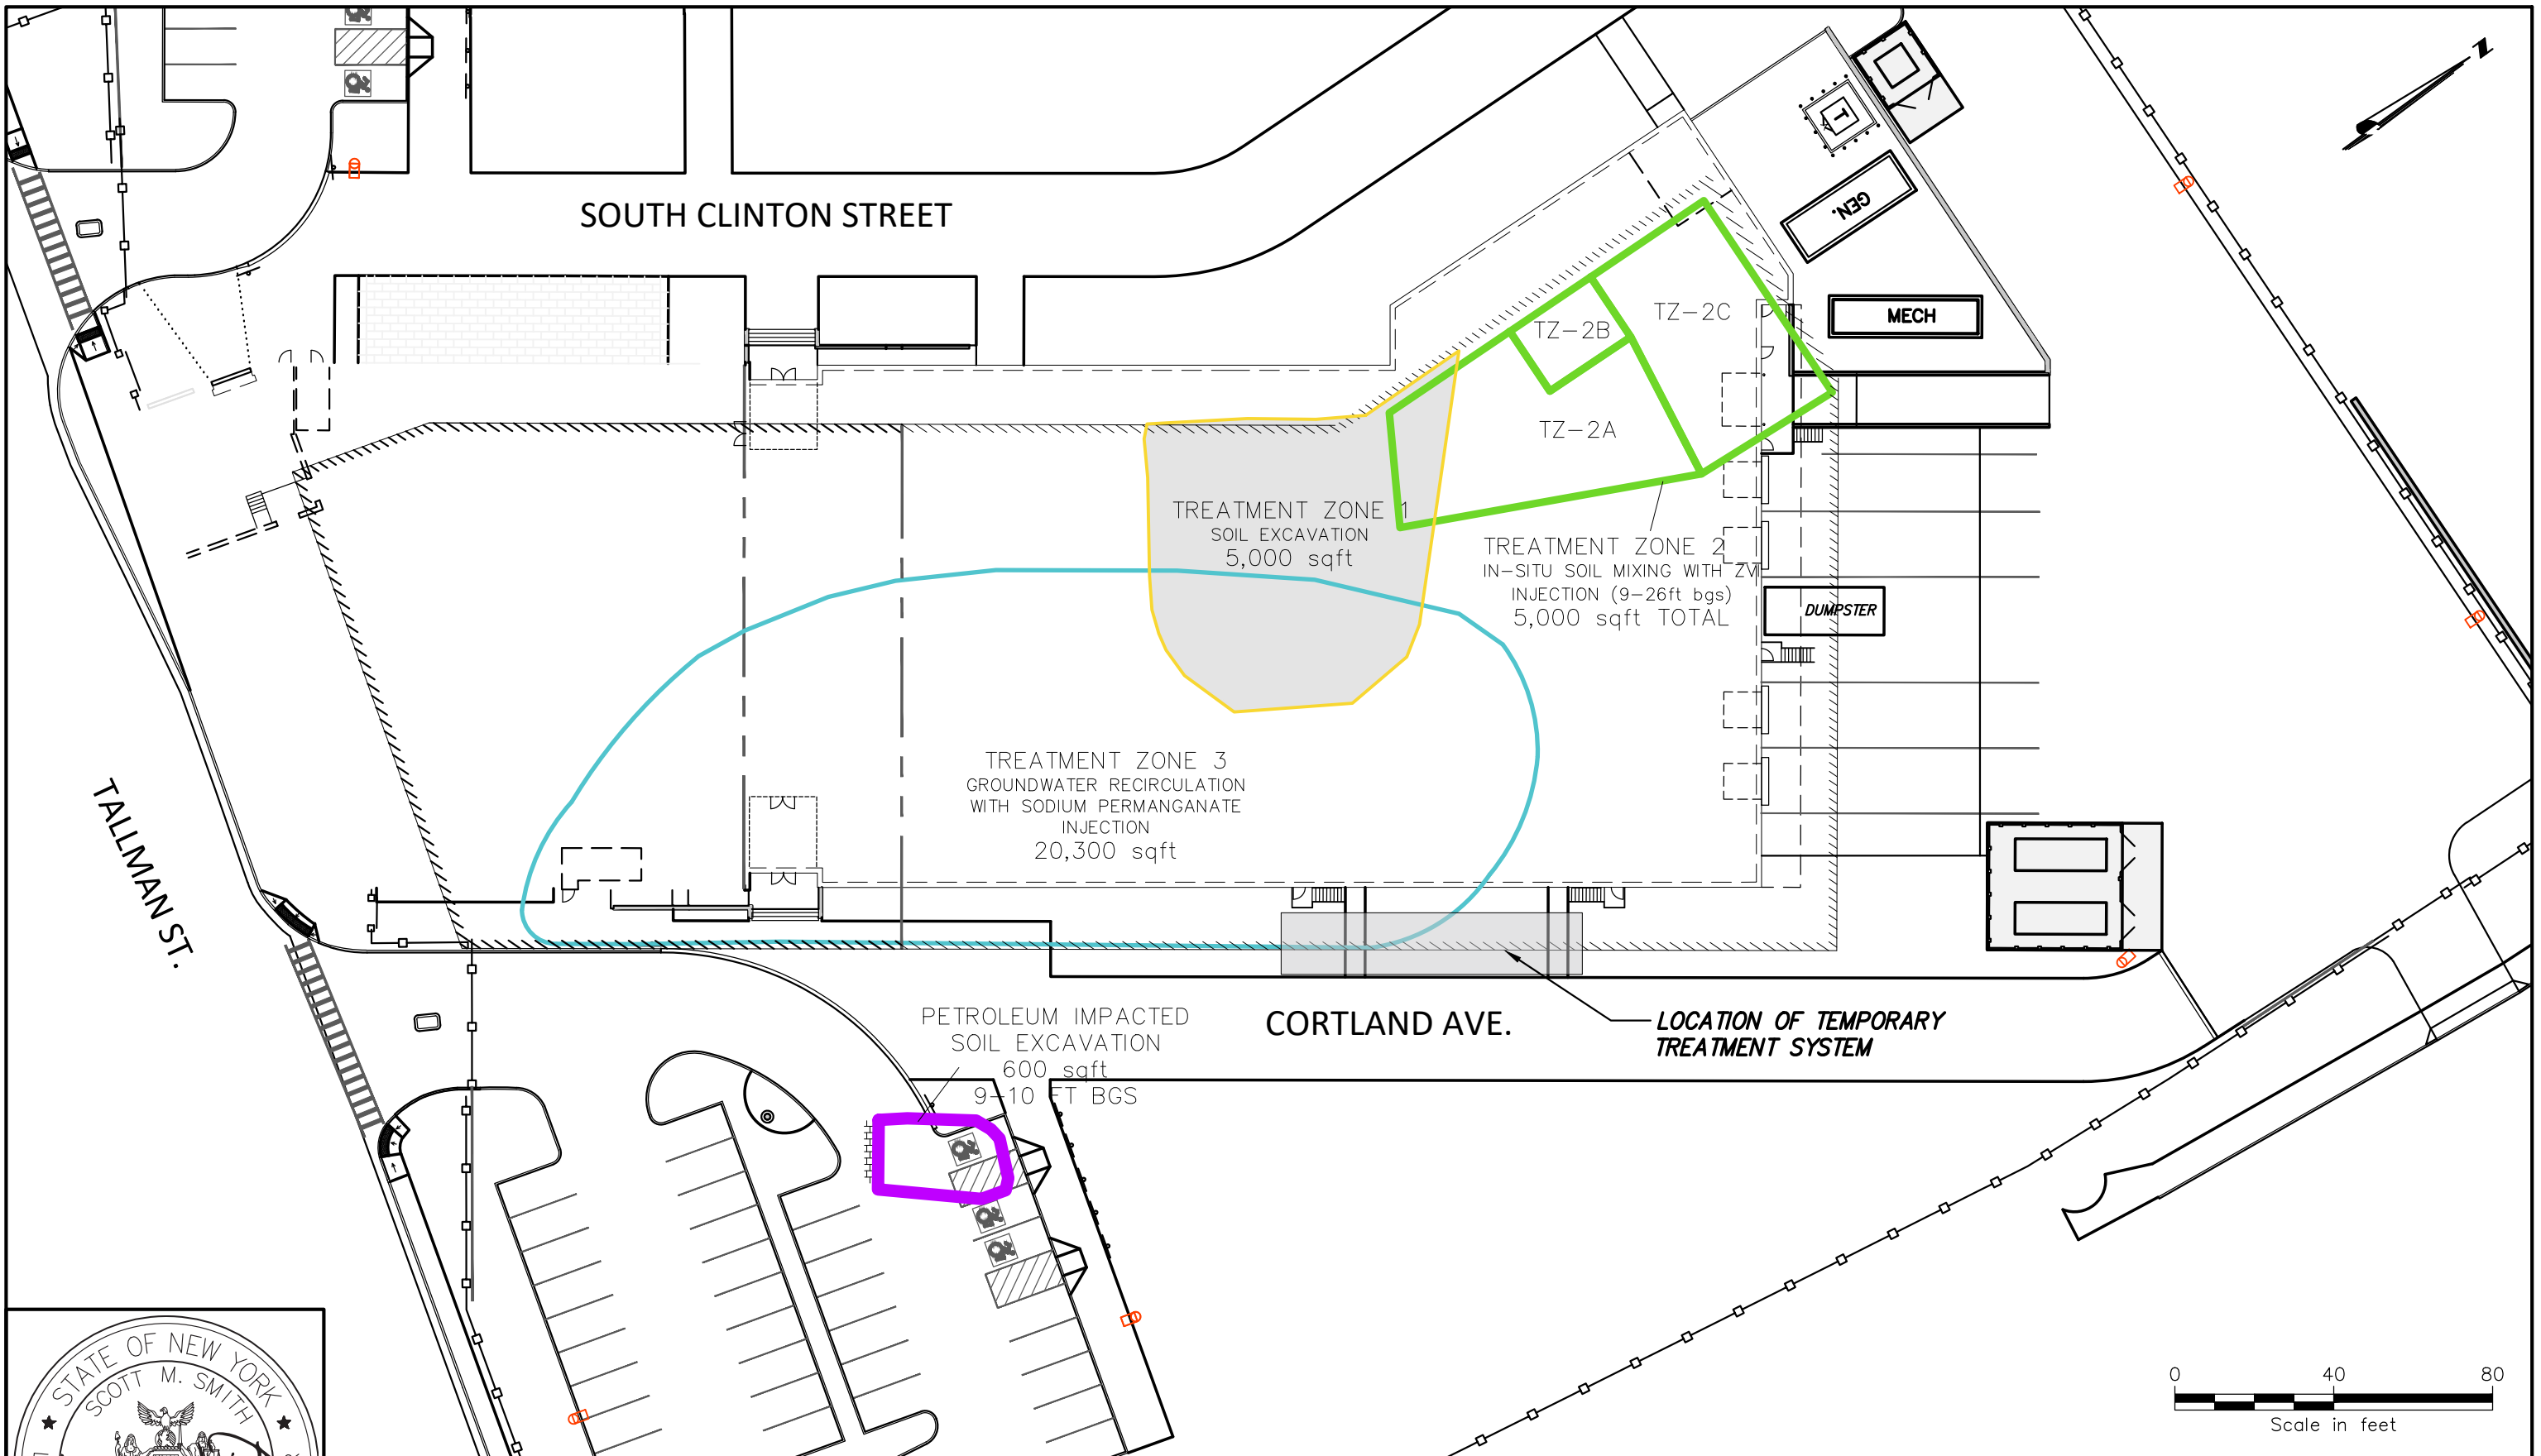 N
SOUTH CLINTON STREET
T
GEN.
MECH
TZ-2C
TZ-2B
TZ-2A
TREATMENT ZONE 1
SOIL EXCAVATION
5,000 sqft
TREATMENT ZONE 2
IN-SITU SOIL MIXING WITH ZVI
INJECTION (9-26ft bgs)
5,000 sqft TOTAL
DUMPSTER
TREATMENT ZONE 3
GROUNDWATER RECIRCULATION
WITH SODIUM PERMANGANATE
INJECTION
20,300 sqft
TALLMAN ST.
PETROLEUM IMPACTED
SOIL EXCAVATION
600 sqft
9-10 FT BGS
CORTLAND AVE.
LOCATION OF TEMPORARY
TREATMENT SYSTEM
STATE OF NEW YORK
SCOTT M. SMITH
0 40 80
Scale in feet